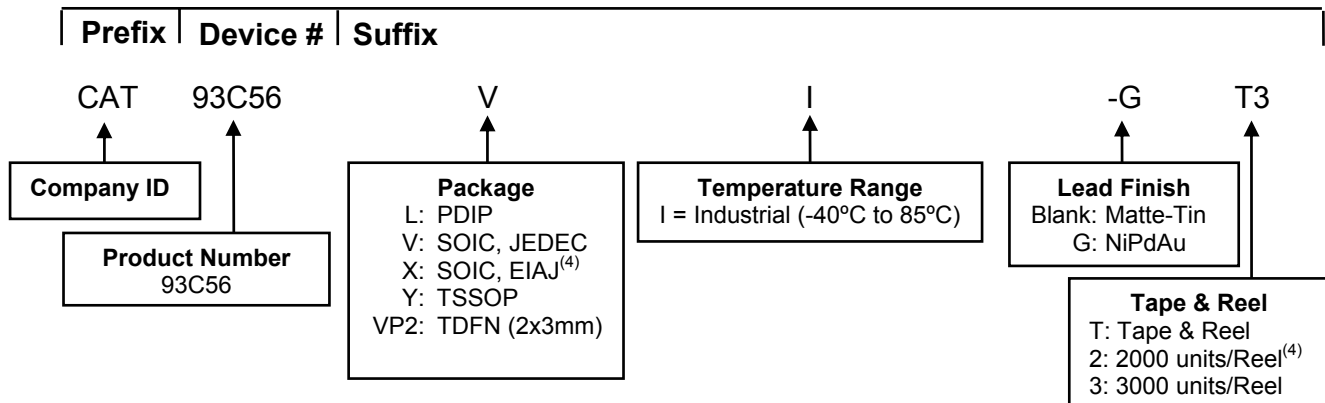 Prefix Device # Suffix
CAT 93C56 V I -G T3
Company ID
Product Number
93C56
Package
L: PDIP
V: SOIC, JEDEC
X: SOIC, EIAJ(4)
Y: TSSOP
VP2: TDFN (2x3mm)
Temperature Range
I = Industrial (-40ºC to 85ºC)
Lead Finish
Blank: Matte-Tin
G: NiPdAu
Tape & Reel
T: Tape & Reel
2: 2000 units/Reel(4)
3: 3000 units/Reel